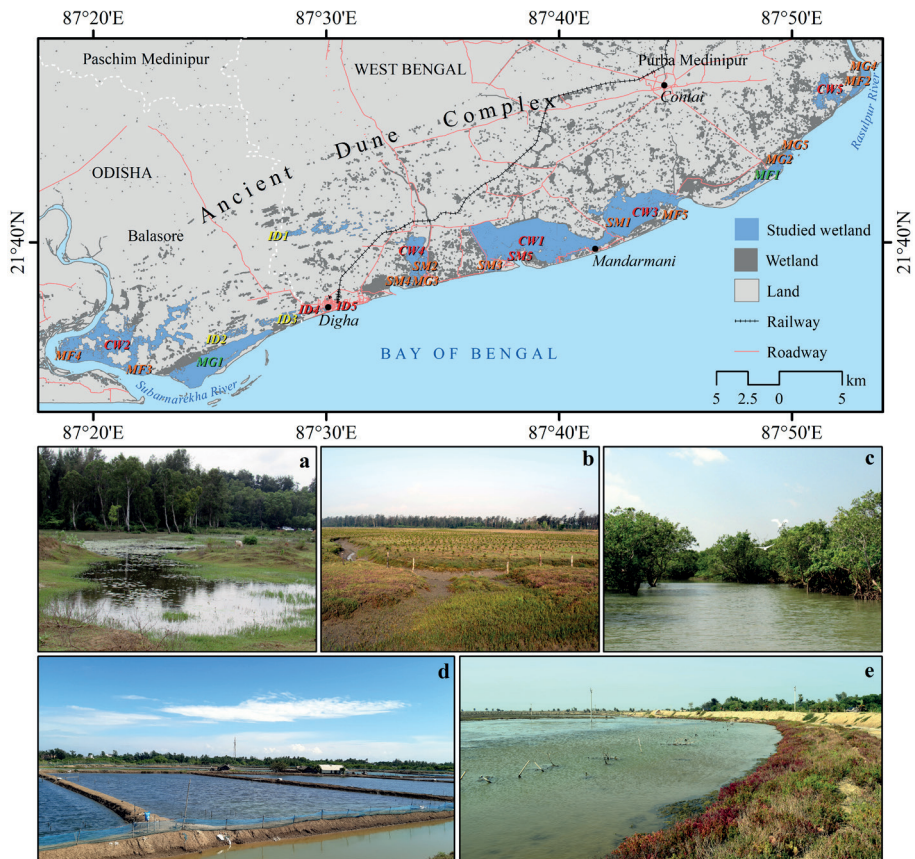 87°20'E 87°30'E 87°40'E 87°50'E
Paschim Medinipur
WEST BENGAL
Purba Medinipur
Contai
MG4
MF2
CW5
Rasulpur River
Ancient Dune Complex
MG5
MG2
MF1
ODISHA
21°40'N
21°40'N
Balasore
ID1
CW4
SM2
SM4 MG3
CW1
SM3 SM5
SM1 CW3 MF5
Mandarmani
ID4 ID5
ID3
Digha
ID2
MG1
CW2
MF4
MF3
Subarnarekha River
BAY OF BENGAL
Studied wetland
Wetland
Land
Railway
Roadway
km
5 2.5 0 5
87°20'E 87°30'E 87°40'E 87°50'E
a
b
c
d
e